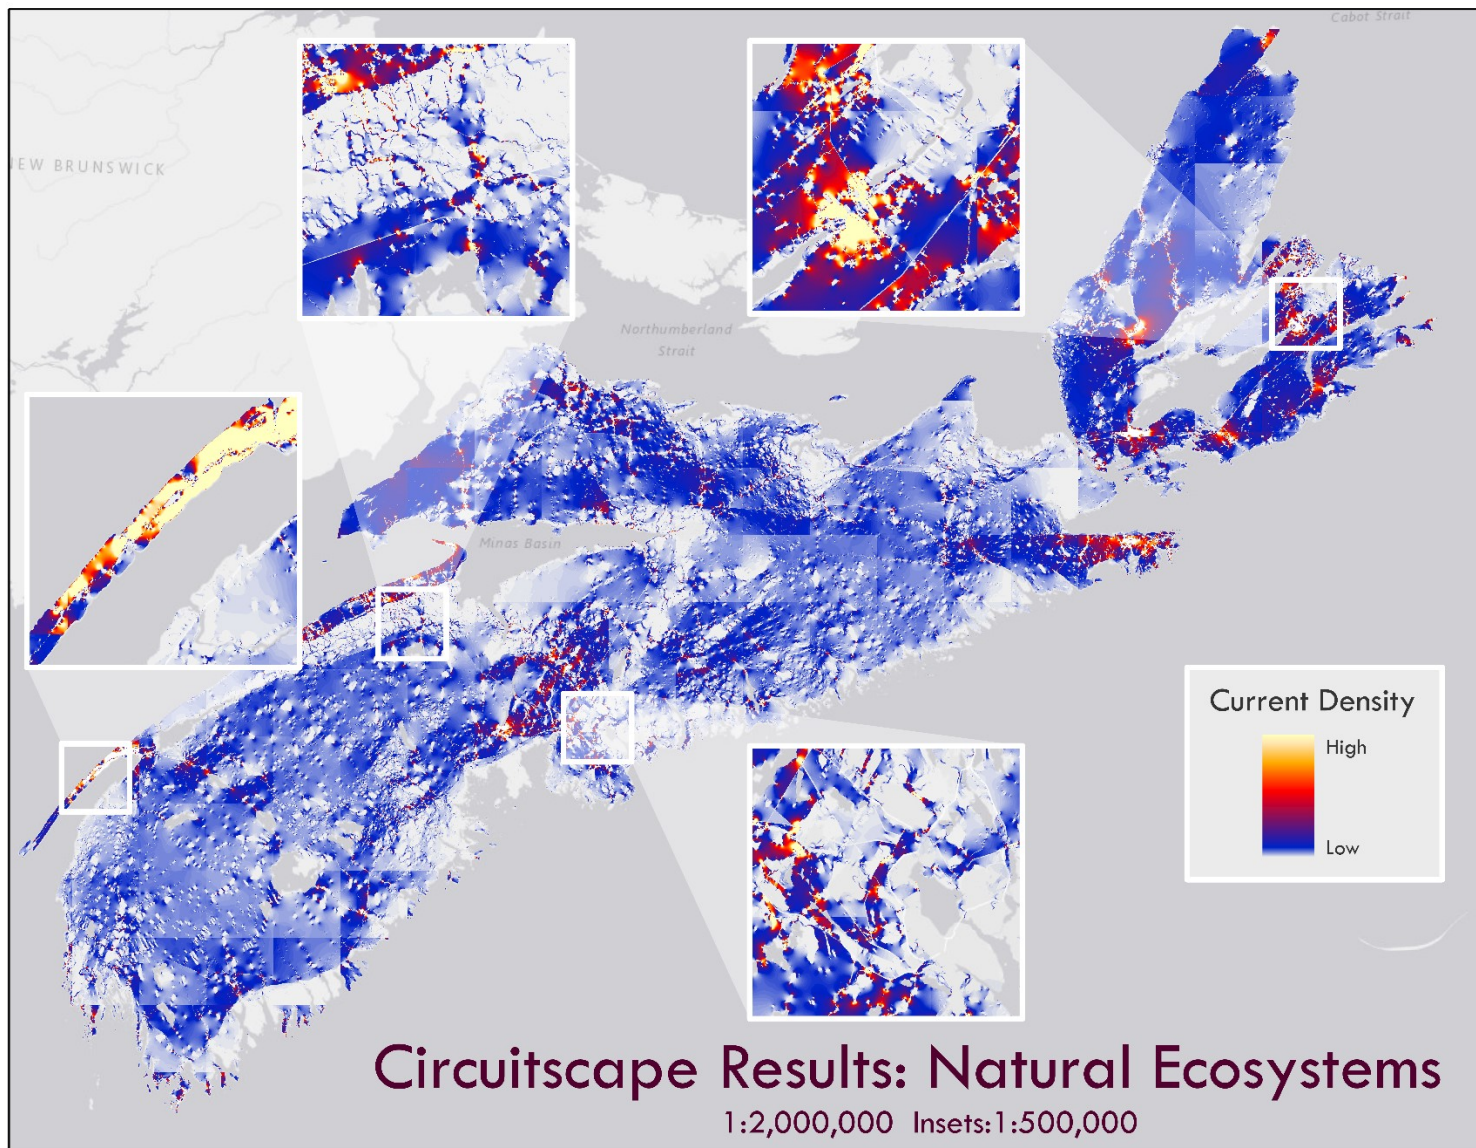 Cabot Strait
NEW BRUNSWICK
Northumberland
Strait
Minas Basin
Current Density
High
Low
Circuitscape Results: Natural Ecosystems
1:2,000,000 Insets:1:500,000